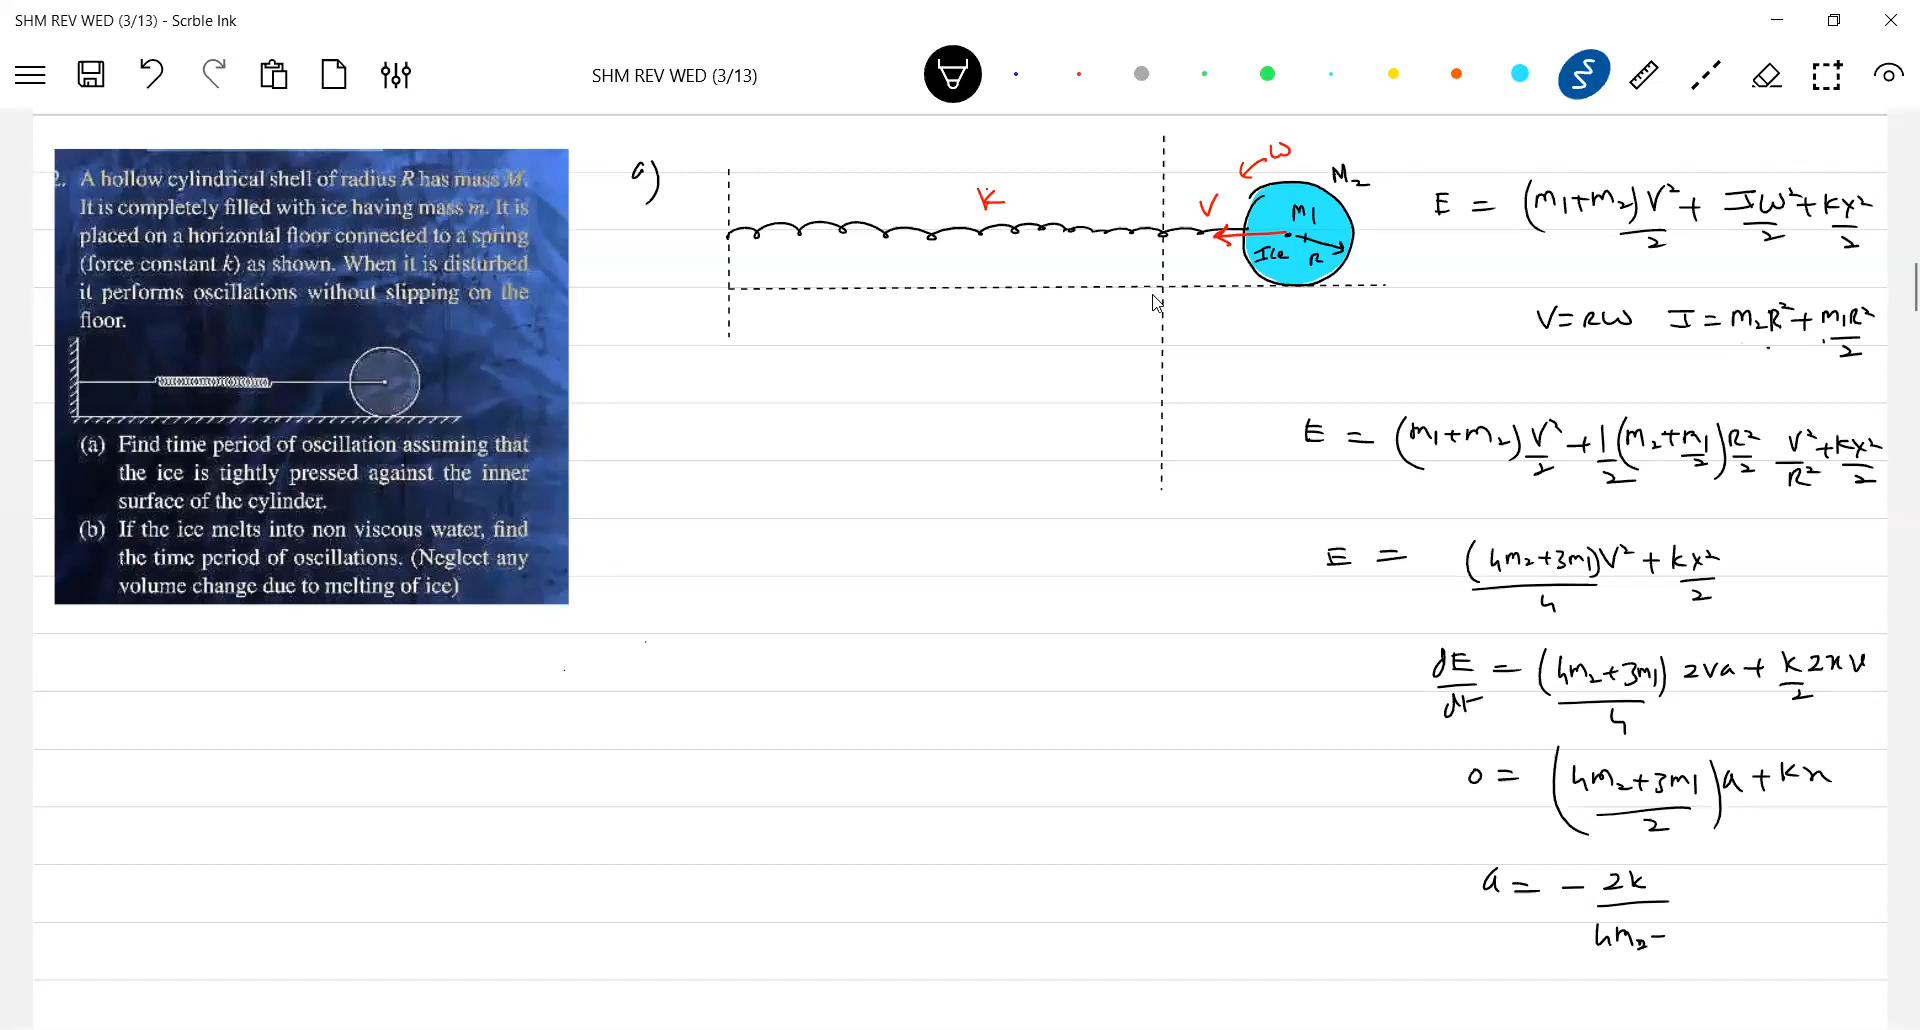 SHM REV WED (3/13) - Scrble Ink
SHM REV WED (3/13)
2. A hollow cylindrical shell of radius R has mass M.
It is completely filled with ice having mass m. It is
placed on a horizontal floor connected to a spring
(force constant k) as shown. When it is disturbed
it performs oscillations without slipping on the
floor.
(a) Find time period of oscillation assuming that
the ice is tightly pressed against the inner
surface of the cylinder.
(b) If the ice melts into non viscous water, find
the time period of oscillations. (Neglect any
volume change due to melting of ice)
a)
K
V
ω
M2
M1
Ice
R
E = (m1+m2)V²/2 + Iω²/2 + Kx²/2
V=Rω I = m2R² + m1R²/2
E = (m1+m2)V²/2 + 1/2(m2+m1/2)R²/2 V²/R² + Kx²/2
E = (4m2+3m1)V²/4 + Kx²/2
dE/dt = (4m2+3m1)/4 2Va + K/2 2xV
0 = (4m2+3m1/2)a + Kx
a = - 2K/4m2-